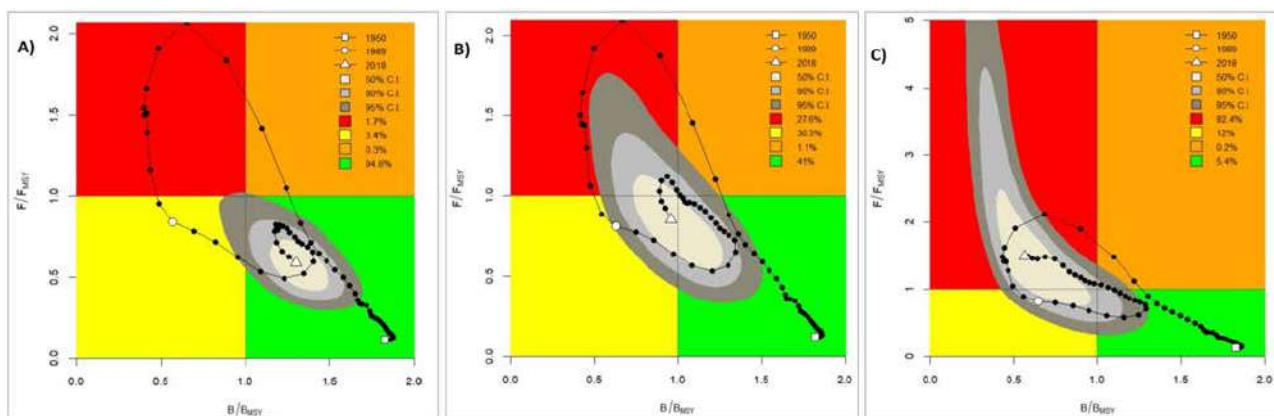 A)
1950
1989
2018
50% C.I.
80% C.I.
95% C.I.
1.7%
3.4%
0.3%
94.6%
F/FMSY
0.0 0.5 1.0 1.5 2.0
0.0 0.5 1.0 1.5 2.0
B/BMSY
B)
1950
1989
2018
50% C.I.
80% C.I.
95% C.I.
27.6%
30.3%
1.1%
41%
F/FMSY
0.0 0.5 1.0 1.5 2.0
0.0 0.5 1.0 1.5 2.0
B/BMSY
C)
1950
1989
2018
50% C.I.
80% C.I.
95% C.I.
82.4%
12%
0.2%
5.4%
F/FMSY
0 1 2 3 4 5
0.0 0.5 1.0 1.5 2.0
B/BMSY